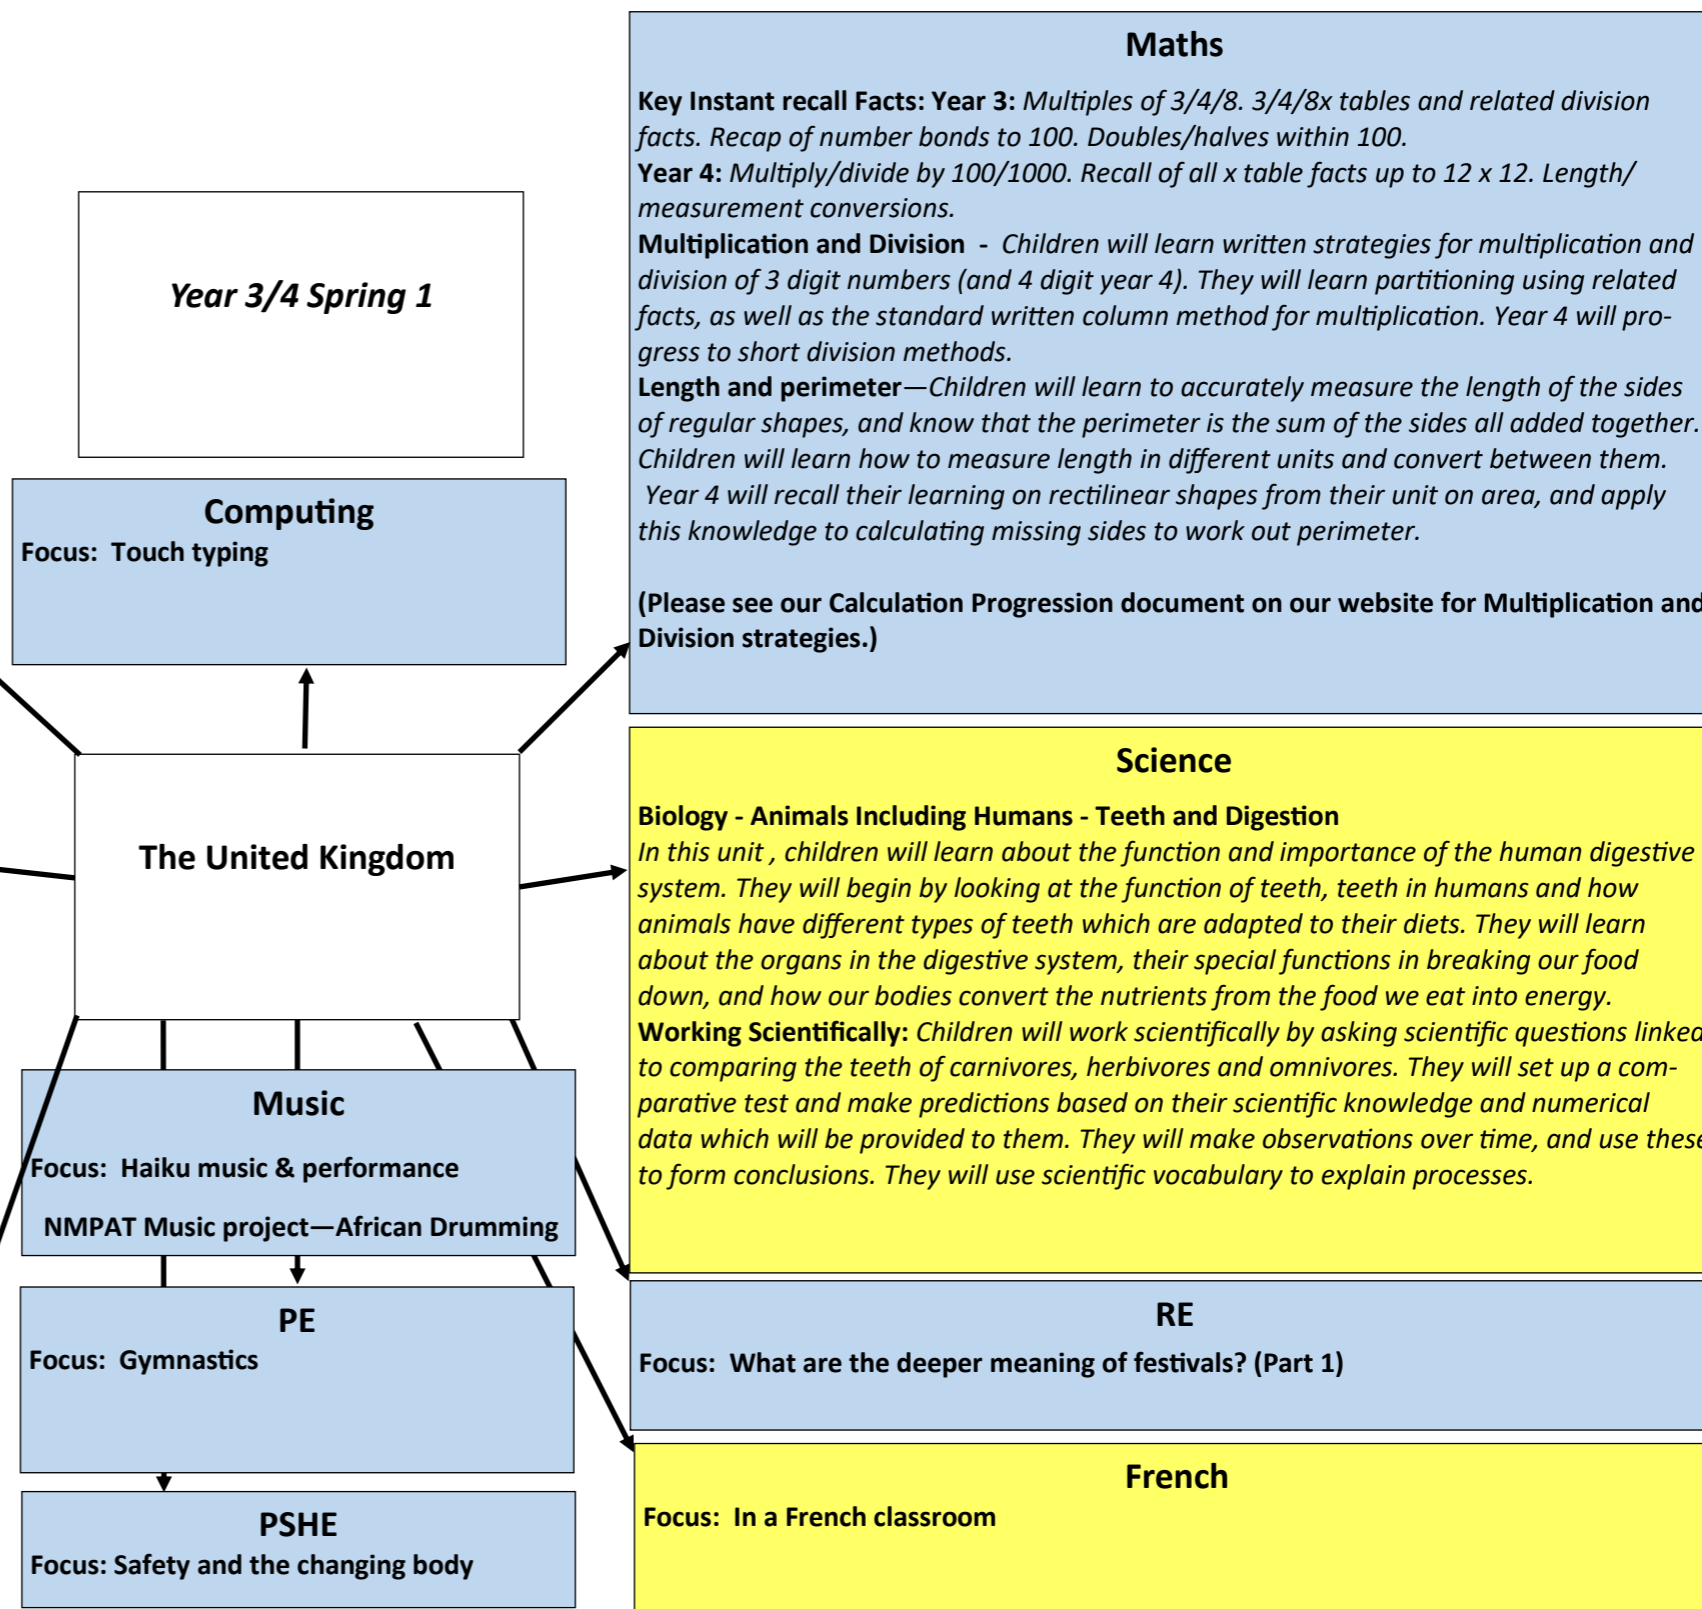 Year 3/4 Spring 1
Computing
Focus:  Touch typing
The United Kingdom
Music
Focus:  Haiku music & performance
NMPAT Music project—African Drumming
PE
Focus:  Gymnastics
PSHE
Focus: Safety and the changing body
Maths
Key Instant recall Facts: Year 3: Multiples of 3/4/8. 3/4/8x tables and related division
facts. Recap of number bonds to 100. Doubles/halves within 100.
Year 4: Multiply/divide by 100/1000. Recall of all x table facts up to 12 x 12. Length/
measurement conversions.
Multiplication and Division  -  Children will learn written strategies for multiplication and
division of 3 digit numbers (and 4 digit year 4). They will learn partitioning using related
facts, as well as the standard written column method for multiplication. Year 4 will pro-
gress to short division methods.
Length and perimeter—Children will learn to accurately measure the length of the sides
of regular shapes, and know that the perimeter is the sum of the sides all added together.
Children will learn how to measure length in different units and convert between them.
Year 4 will recall their learning on rectilinear shapes from their unit on area, and apply
this knowledge to calculating missing sides to work out perimeter.
(Please see our Calculation Progression document on our website for Multiplication and
Division strategies.)
Science
Biology - Animals Including Humans - Teeth and Digestion
In this unit , children will learn about the function and importance of the human digestive
system. They will begin by looking at the function of teeth, teeth in humans and how
animals have different types of teeth which are adapted to their diets. They will learn
about the organs in the digestive system, their special functions in breaking our food
down, and how our bodies convert the nutrients from the food we eat into energy.
Working Scientifically: Children will work scientifically by asking scientific questions linked
to comparing the teeth of carnivores, herbivores and omnivores. They will set up a com-
parative test and make predictions based on their scientific knowledge and numerical
data which will be provided to them. They will make observations over time, and use these
to form conclusions. They will use scientific vocabulary to explain processes.
RE
Focus:  What are the deeper meaning of festivals? (Part 1)
French
Focus:  In a French classroom